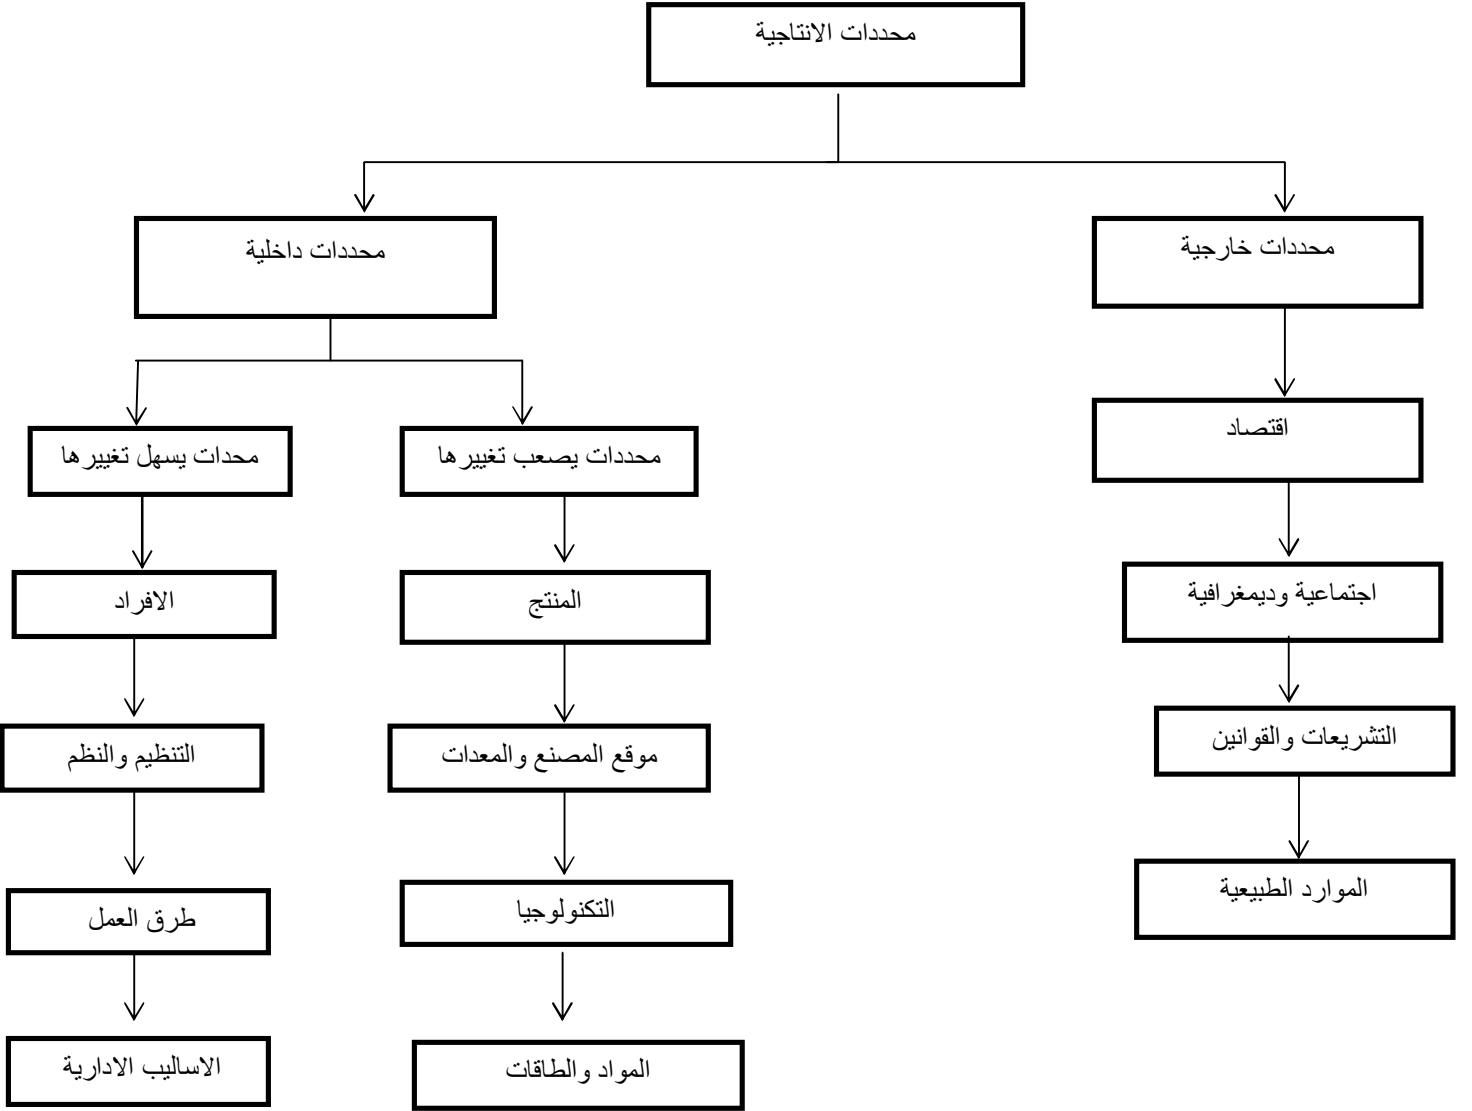 محددات الانتاجية
محددات خارجية
محددات داخلية
اقتصاد
محددات يصعب تغييرها
محدات يسهل تغييرها
اجتماعية وديمغرافية
المنتج
الافراد
التشريعات والقوانين
موقع المصنع والمعدات
التنظيم والنظم
الموارد الطبيعية
التكنولوجيا
طرق العمل
المواد والطاقات
الاساليب الادارية